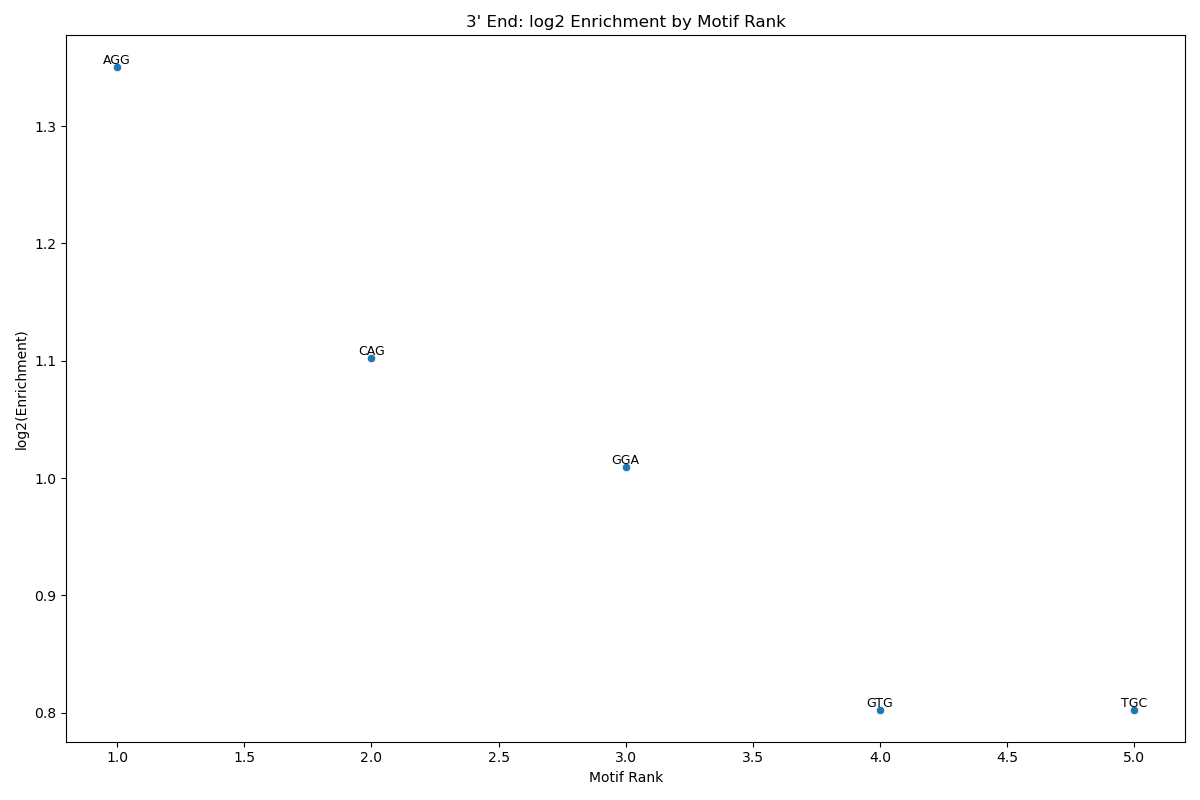 3' End: log2 Enrichment by Motif Rank
AGG
1.3
1.2
CAG
1.1
log2(Enrichment)
GGA
1.0
0.9
GTG
TGC
0.8
1.0 1.5 2.0 2.5 3.0 3.5 4.0 4.5 5.0
Motif Rank